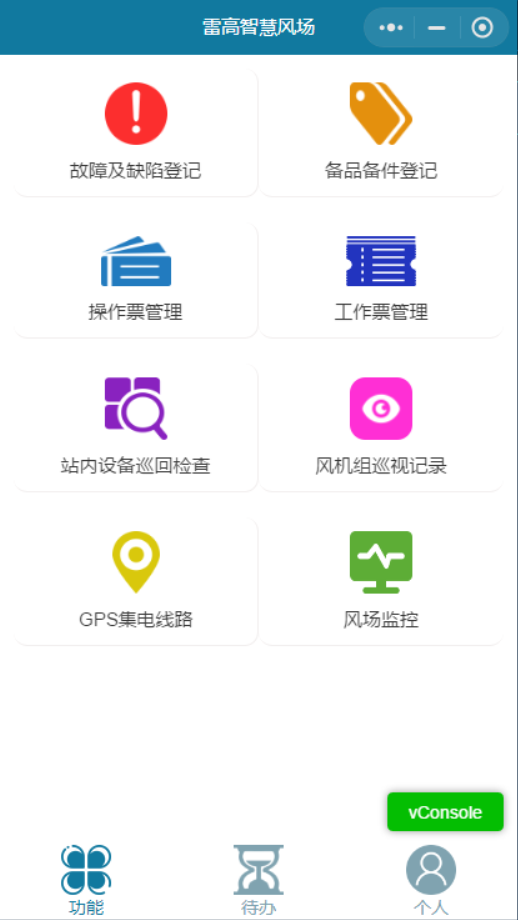 雷高智慧风场
故障及缺陷登记
备品备件登记
操作票管理
工作票管理
站内设备巡回检查
风机组巡视记录
GPS集电线路
风场监控
vConsole
功能
待办
个人